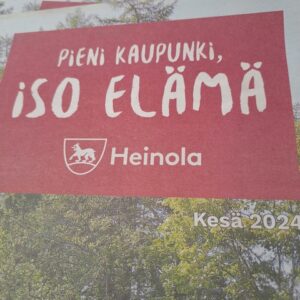 PiENi KAUPUNKi,
iSO ELÄMÄ
Heinola
Kesä 2024